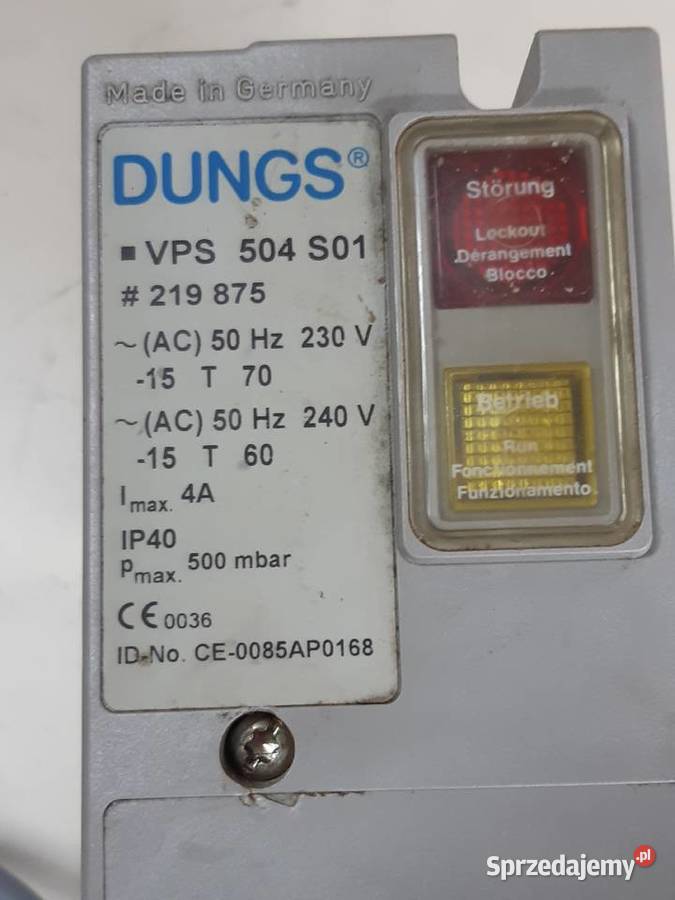 Made in Germany
DUNGS®
■ VPS 504 S01
# 219 875
~(AC) 50 Hz 230 V
-15 T 70
~(AC) 50 Hz 240 V
-15 T 60
Imax. 4A
IP40
pmax. 500 mbar
CE 0036
ID-No. CE-0085AP0168
Störung
Lockout
Dérangement
Blocco
Betrieb
Run
Fonctionnement
Funzionamento
Sprzedajemy.pl